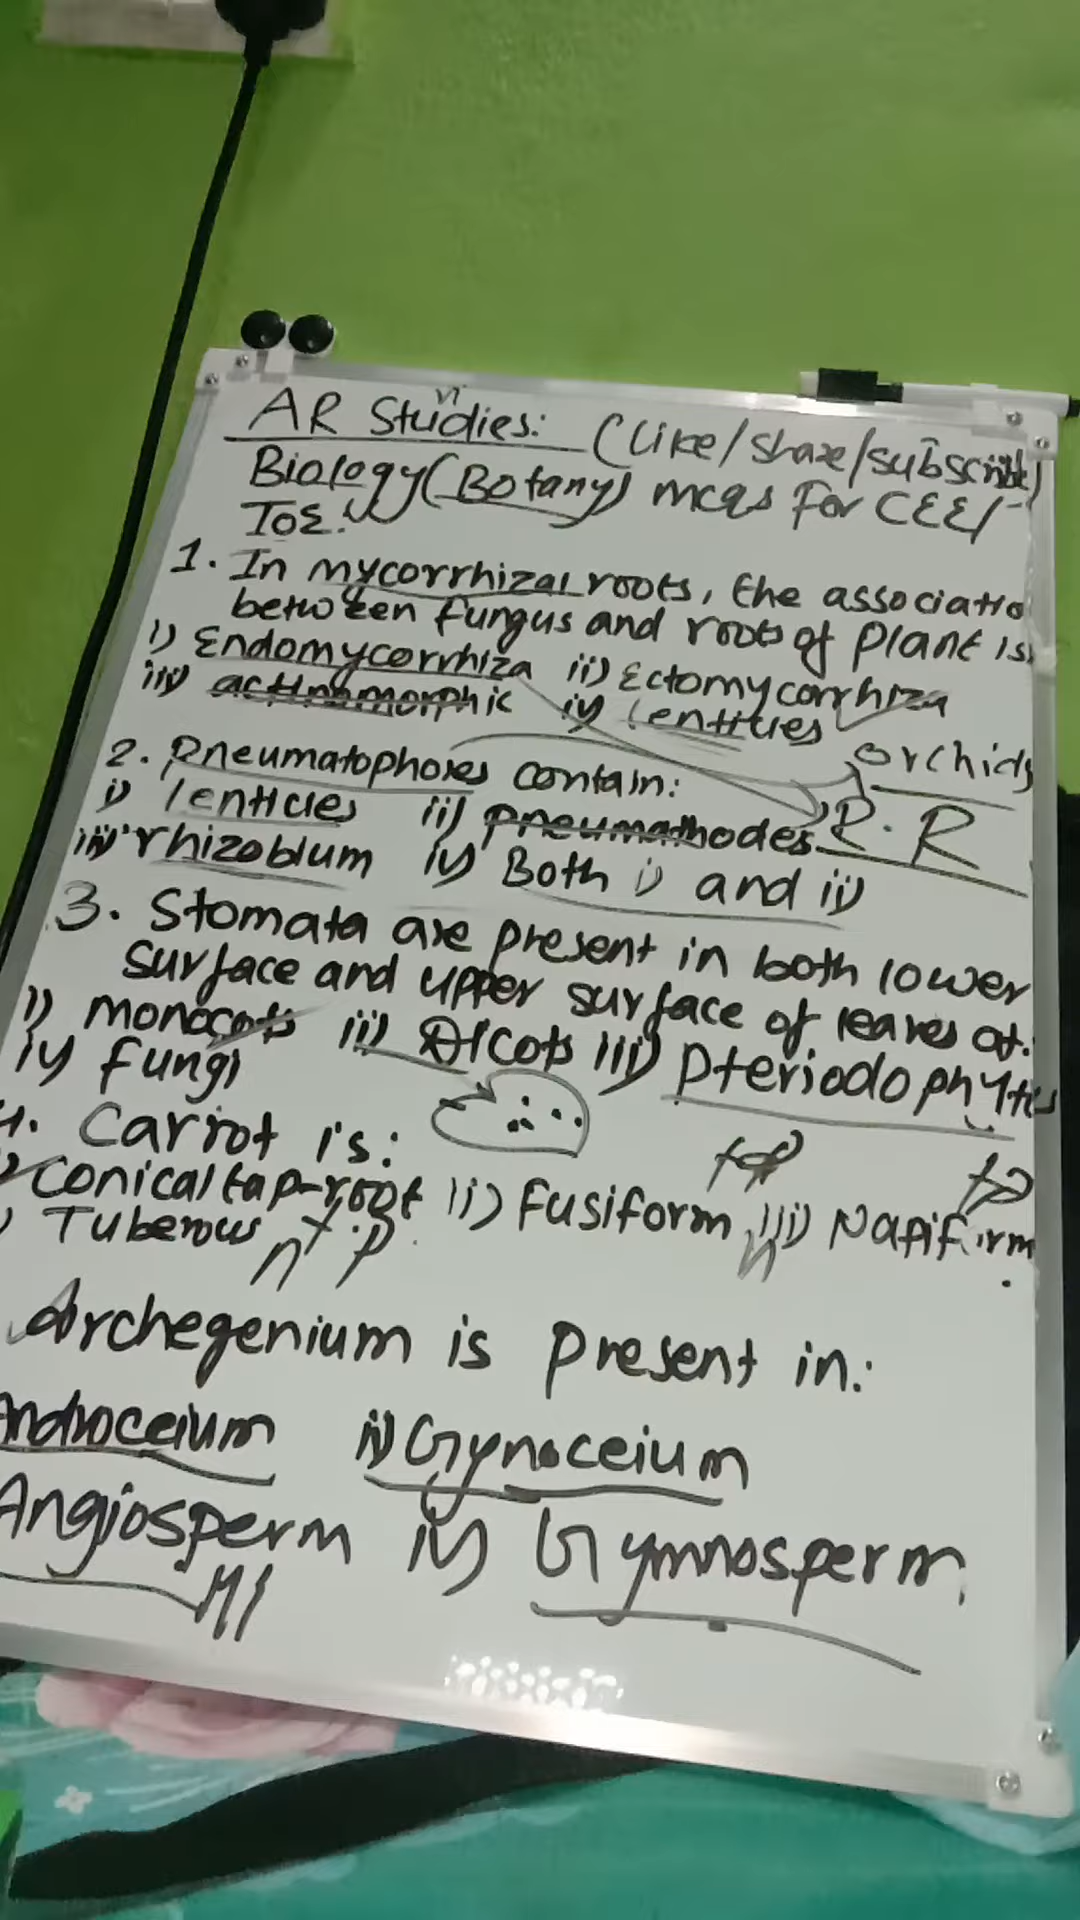 AR Studies: (Like/Share/subscribe)
Biology(Botany) mcqs For CEE/
IOE.
1. In mycorrhizal roots, the associatio
between fungus and roots of plant is:
i) Endomycorrhiza ii) Ectomycorrhiza
iii) actinomorphic iv) lenticles
orchids
2. Pneumatophores contain:
i) lenticles ii) pneumathodes R.R
iii) rhizobium iv) Both i) and ii)
3. Stomata are present in both lower
surface and upper surface of leaves of:
i) monocots ii) Dicots iii) Pteriodophytes
iv) fungi
4. Carrot is:
i) Conical tap-root ii) Fusiform iii) Napiform
) Tuberous
Archegenium is present in:
Androceium ii) Gynoceium
Angiosperm iv) Gymnosperm.